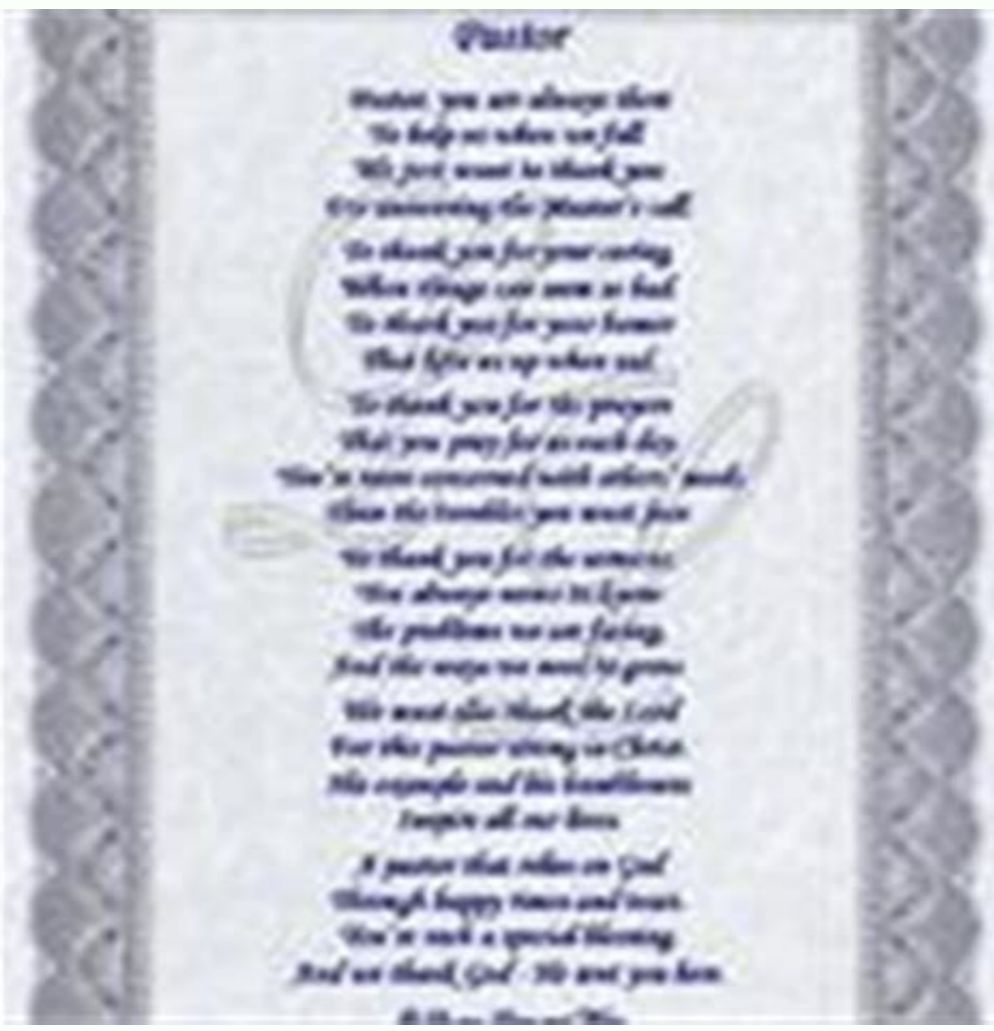 Pastor
Pastor, you are always there
To help us when we fall
We just want to thank you
For answering the Master's call.
To thank you for your caring
When things can seem so bad.
To thank you for your humor
That lifts us up when sad.
To thank you for the prayers
That you pray for us each day.
You're more concerned with others' needs
Than the troubles you must face
To thank you for the sermons.
You always seem to know
The problems we are facing,
And the ways we need to grow
We must also thank the Lord
For this pastor strong in Christ.
His example and his
Inspire all our lives.
A pastor that relies on God
Through happy times and tears.
You're such a special blessing
And we thank God - He sent you here.